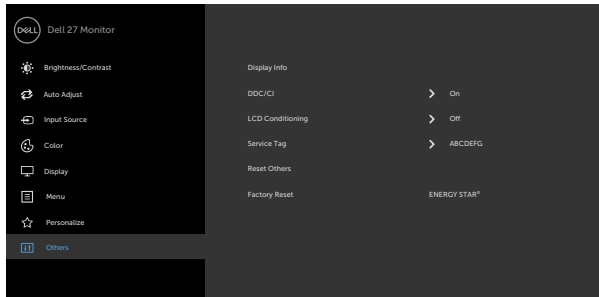 DELL Dell 27 Monitor
Brightness/Contrast
Auto Adjust
Input Source
Color
Display
Menu
Personalize
Others
Display Info
DDC/CI On
LCD Conditioning Off
Service Tag ABCDEFG
Reset Others
Factory Reset ENERGY STAR®